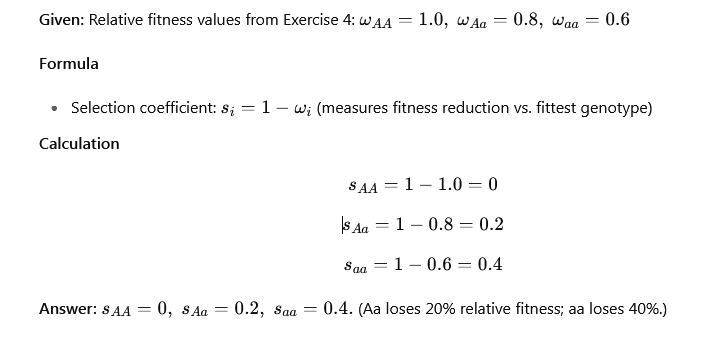 Given: Relative fitness values from Exercise 4: ω_AA = 1.0, ω_Aa = 0.8, ω_aa = 0.6
Formula
• Selection coefficient: s_i = 1 − ω_i (measures fitness reduction vs. fittest genotype)
Calculation
s_AA = 1 − 1.0 = 0
s_Aa = 1 − 0.8 = 0.2
s_aa = 1 − 0.6 = 0.4
Answer: s_AA = 0, s_Aa = 0.2, s_aa = 0.4. (Aa loses 20% relative fitness; aa loses 40%.)